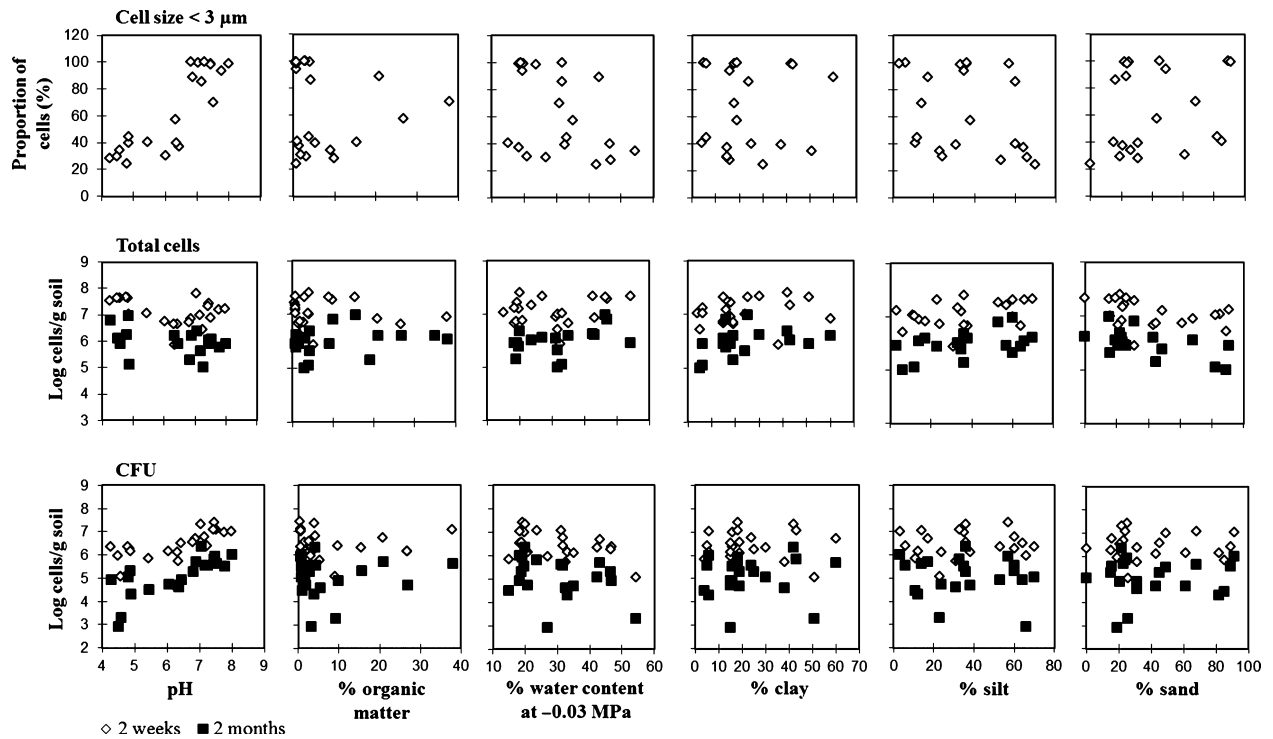 Cell size < 3 µm
Proportion of
cells (%)
120
100
80
60
40
20
0
Total cells
Log cells/g soil
9
8
7
6
5
4
3
CFU
Log cells/g soil
9
8
7
6
5
4
3
2
4 5 6 7 8 9
0 10 20 30 40
10 20 30 40 50 60
0 10 20 30 40 50 60 70
0 20 40 60 80
0 20 40 60 80 100
pH
% organic
matter
% water content
at –0.03 MPa
% clay
% silt
% sand
◇ 2 weeks ■ 2 months